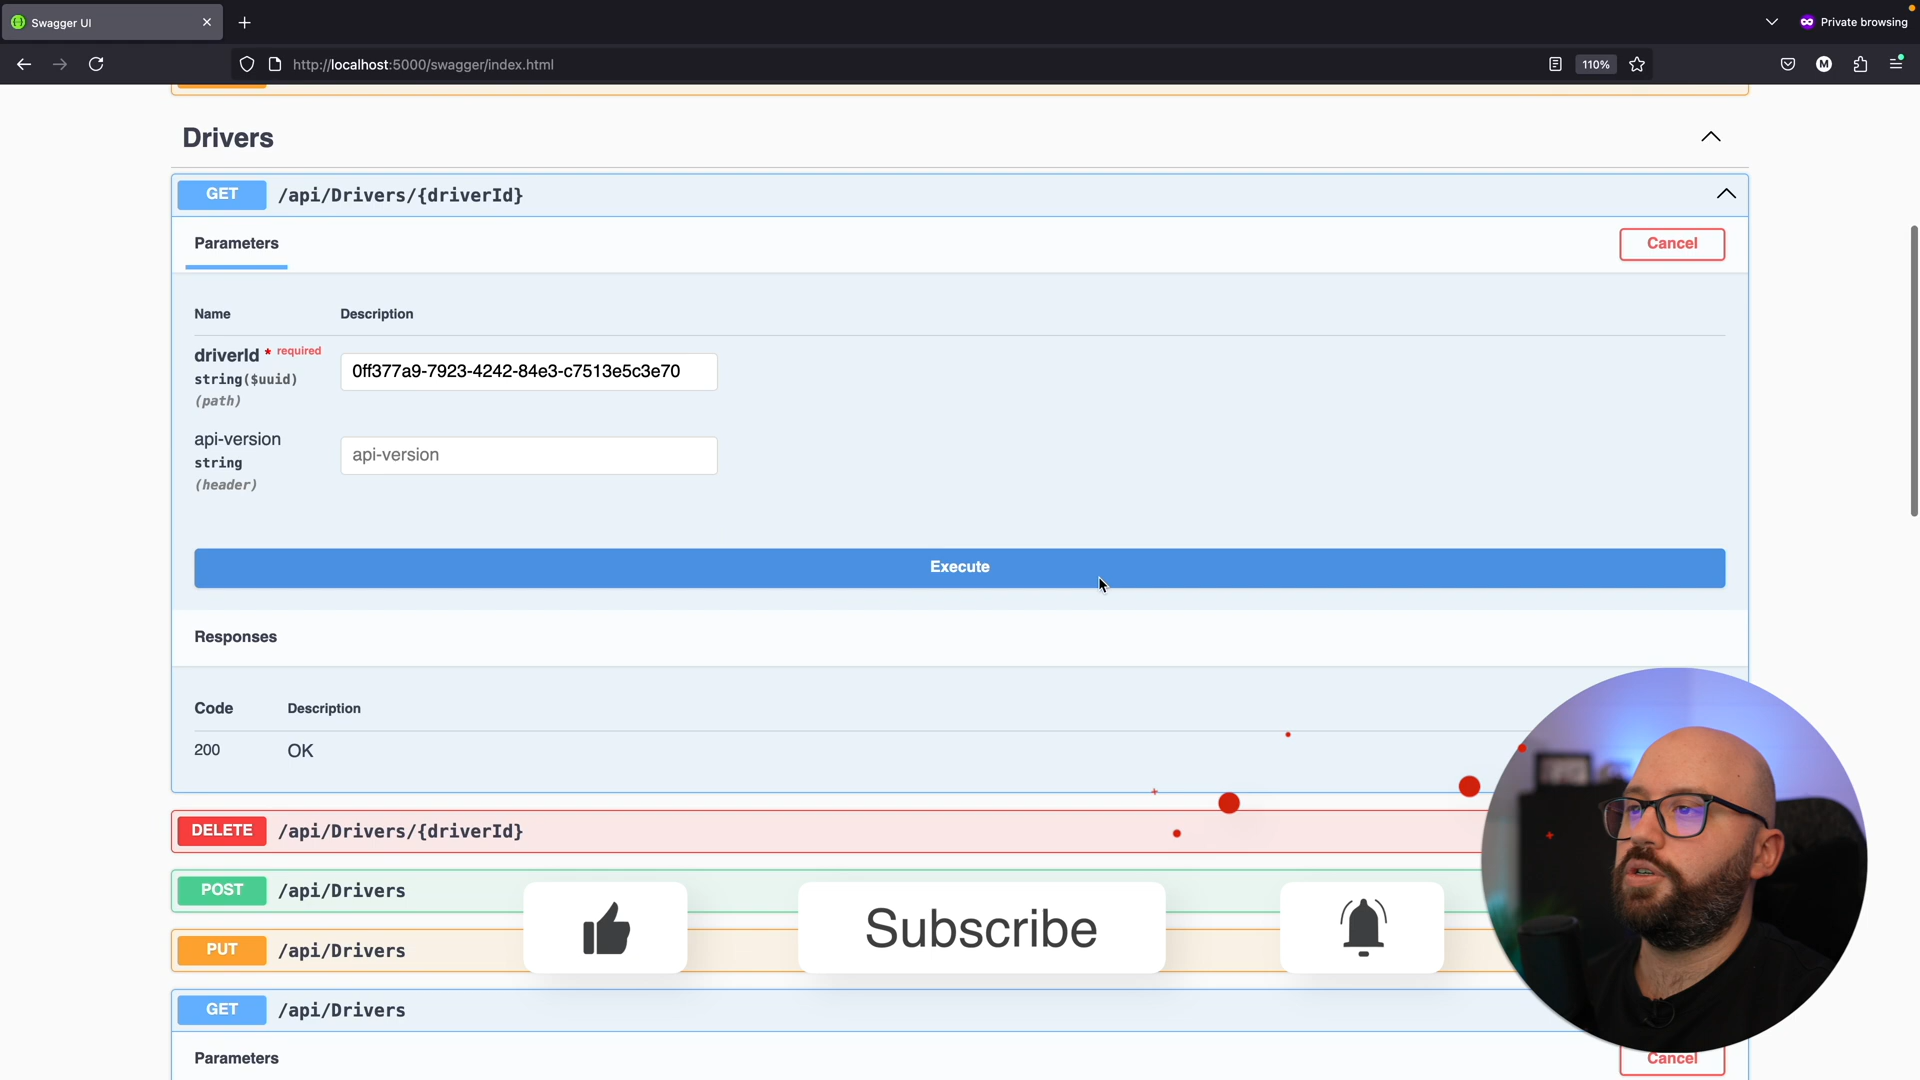 Swagger UI
Private browsing
http://localhost:5000/swagger/index.html
110%
M
Drivers
GET /api/Drivers/{driverId}
Parameters
Cancel
Name Description
driverId * required
string($uuid)
(path)
0ff377a9-7923-4242-84e3-c7513e5c3e70
api-version
string
(header)
api-version
Execute
Responses
Code Description
200 OK
DELETE /api/Drivers/{driverId}
POST /api/Drivers
PUT /api/Drivers
Subscribe
GET /api/Drivers
Parameters
Cancel